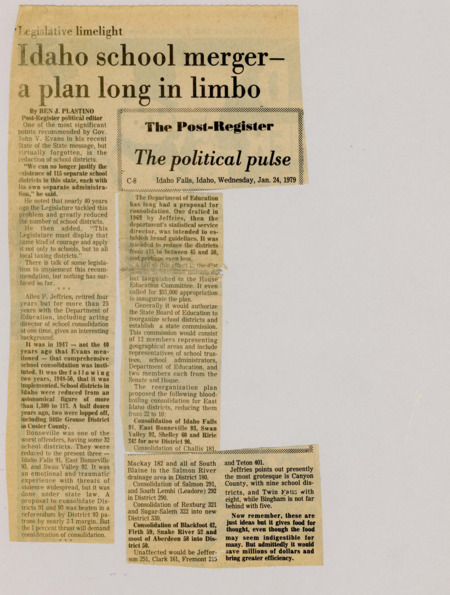 Legislative limelight
Idaho school merger—
a plan long in limbo
By BEN J. PLASTINO
Post-Register political editor
One of the most significant
points recommended by Gov.
John V. Evans in his recent
State of the State message, but
virtually forgotten, is the
reduction of school districts.
"We can no longer justify the
existence of 115 separate school
districts in this state, each with
its own separate administra-
tion," he said.
He noted that nearly 40 years
ago the Legislature tackled this
problem and greatly reduced
the number of school districts.
He then added, "This
Legislature must display that
same kind of courage and apply
it not only to schools, but to all
local taxing districts."
There is talk of some legisla-
tion to implement this recom-
mendation, but nothing has sur-
faced so far.
* * *
Allen F. Jeffries, retired four
years but for more than 25
years with the Department of
Education, including acting
director of school consolidation
at one time, gives an interesting
background.
It was in 1947 — not the 40
years ago that Evans men-
tioned — that comprehensive
school consolidation was insti-
tuted. It was the following
two years, 1948-50, that it was
implemented. School districts in
Idaho were reduced from an
astronomical figure of more
than 1,300 to 117. A half dozen
years ago, two were lopped off,
including little Grouse District
in Custer County.
Bonneville was one of the
worst offenders, having some 32
school districts. They were
reduced to the present three —
Idaho Falls 91, East Bonneville
93, and Swan Valley 92. It was
an emotional and traumatic
experience with threats of
violence widespread, but it was
done under state law. A
proposal to consolidate Dis-
tricts 91 and 93 was beaten in a
referendum by District 93 pa-
trons by nearly 2-1 margin. But
the 1 percent thrust will demand
consideration of consolidation.
* * *
The Post-Register
The political pulse
C-8 Idaho Falls, Idaho, Wednesday, Jan. 24, 1979
The Department of Education
has long had a proposal for
consolidation. One drafted in
1969 by Jeffries, then the
department's statistical service
director, was intended to es-
tablish broad guidelines. It was
intended to reduce the districts
from 115 to between 45 and 50,
and perhaps even less.
but languished in the House
Education Committee. It even
called for $35,000 appropriation
to inaugurate the plan.
Generally it would authorize
the State Board of Education to
reorganize school districts and
establish a state commission.
This commission would consist
of 12 members representing
geographical areas and include
representatives of school trus-
tees, school administrators,
Department of Education, and
two members each from the
Senate and House.
The reorganization plan
proposed the following blood-
boiling consolidation for East
Idaho districts, reducing them
from 22 to 10:
Consolidation of Idaho Falls
91, East Bonneville 93, Swan
Valley 92, Shelley 60 and Ririe
252 for new District 96.
Consolidation of Challis 181,
Mackay 182 and all of South
Blaine in the Salmon River
drainage area in District 180.
Consolidation of Salmon 291,
and South Lemhi (Leadore) 292
in District 290.
Consolidation of Rexburg 321
and Sugar-Salem 322 into new
District 320.
Consolidation of Blackfoot 62,
Firth 59, Snake River 52 and
most of Aberdeen 58 into Dis-
trict 50.
Unaffected would be Jeffer-
son 251, Clark 161, Fremont 215
and Teton 401.
Jeffries points out presently
the most grotesque is Canyon
County, with nine school dis-
tricts, and Twin Falls with
eight, while Bingham is not far
behind with five.
Now remember, these are
just ideas but it gives food for
thought, even though the food
may seem indigestible for
many. But admittedly it would
save millions of dollars and
bring greater efficiency.